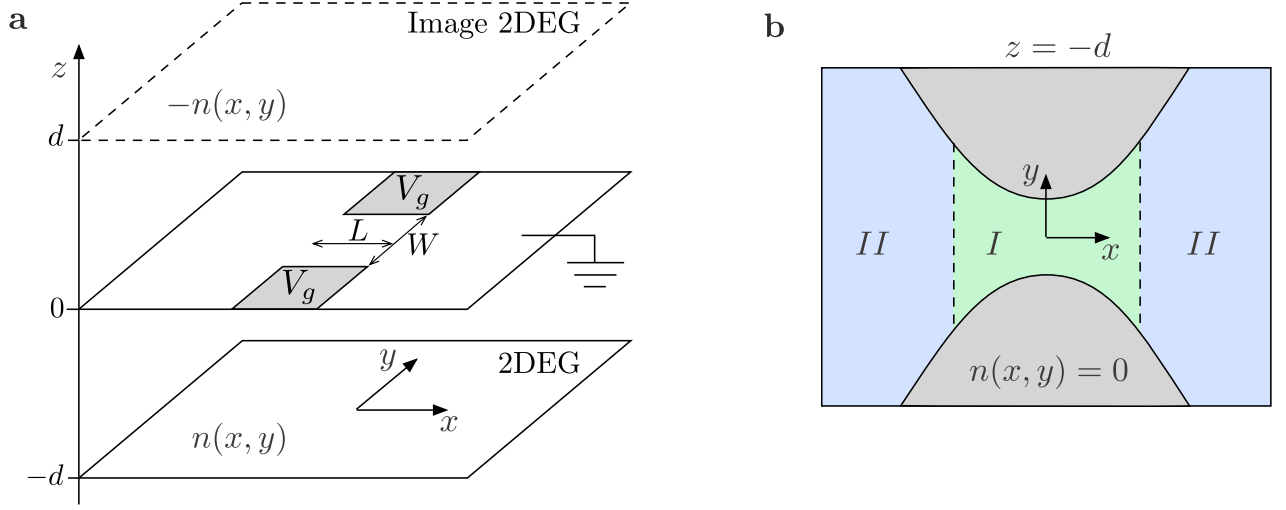 a
Image 2DEG
z
−n(x, y)
d
V_g
L
W
V_g
0
2DEG
y
x
n(x, y)
−d
b
z = −d
y
II
I
x
II
n(x, y) = 0